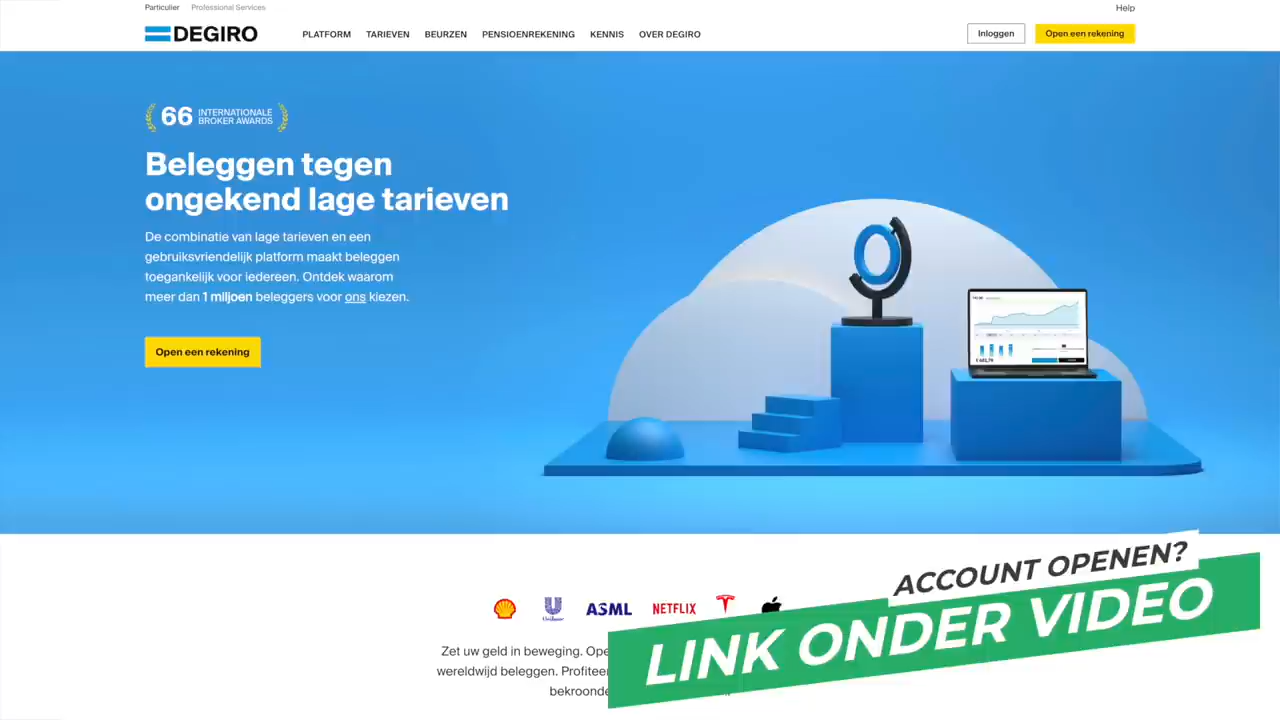 Particulier Professional Services
Help
DEGIRO
PLATFORM TARIEVEN BEURZEN PENSIOENREKENING KENNIS OVER DEGIRO
Inloggen
Open een rekening
66 INTERNATIONALE
BROKER AWARDS
Beleggen tegen
ongekend lage tarieven
De combinatie van lage tarieven en een
gebruiksvriendelijk platform maakt beleggen
toegankelijk voor iedereen. Ontdek waarom
meer dan 1 miljoen beleggers voor ons kiezen.
Open een rekening
Unilever
ASML
NETFLIX
Zet uw geld in beweging.
wereldwijd beleggen.
ACCOUNT OPENEN?
LINK ONDER VIDEO